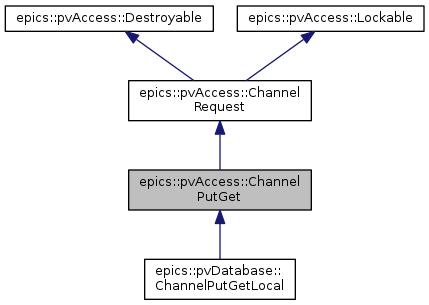 epics::pvAccess::Destroyable
epics::pvAccess::Lockable
epics::pvAccess::Channel
Request
epics::pvAccess::Channel
PutGet
epics::pvDatabase::
ChannelPutGetLocal